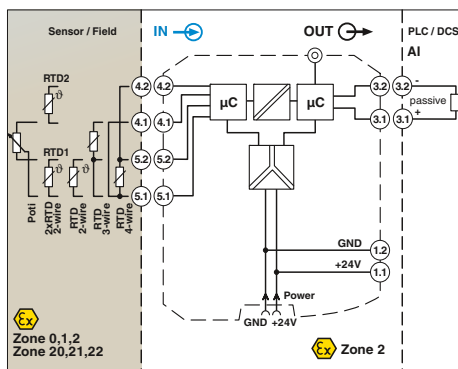 Sensor / Field
IN
OUT
PLC / DCS
AI
RTD2
ϑ
4.2 4.2
µC
µC
3.2 3.2
-
passive
+
4.1 4.1
3.1 3.1
RTD1
ϑ
ϑ
5.2 5.2
5.1 5.1
Poti
2xRTD
2-wire
RTD
2-wire
RTD
3-wire
RTD
4-wire
GND
1.2
+24V
1.1
Power
GND +24V
Ex
Zone 0,1,2
Zone 20,21,22
Ex Zone 2